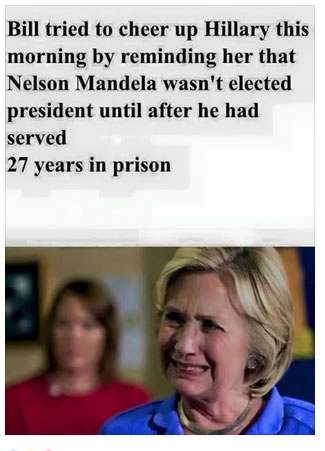 Bill tried to cheer up Hillary this
morning by reminding her that
Nelson Mandela wasn't elected
president until after he had
served
27 years in prison